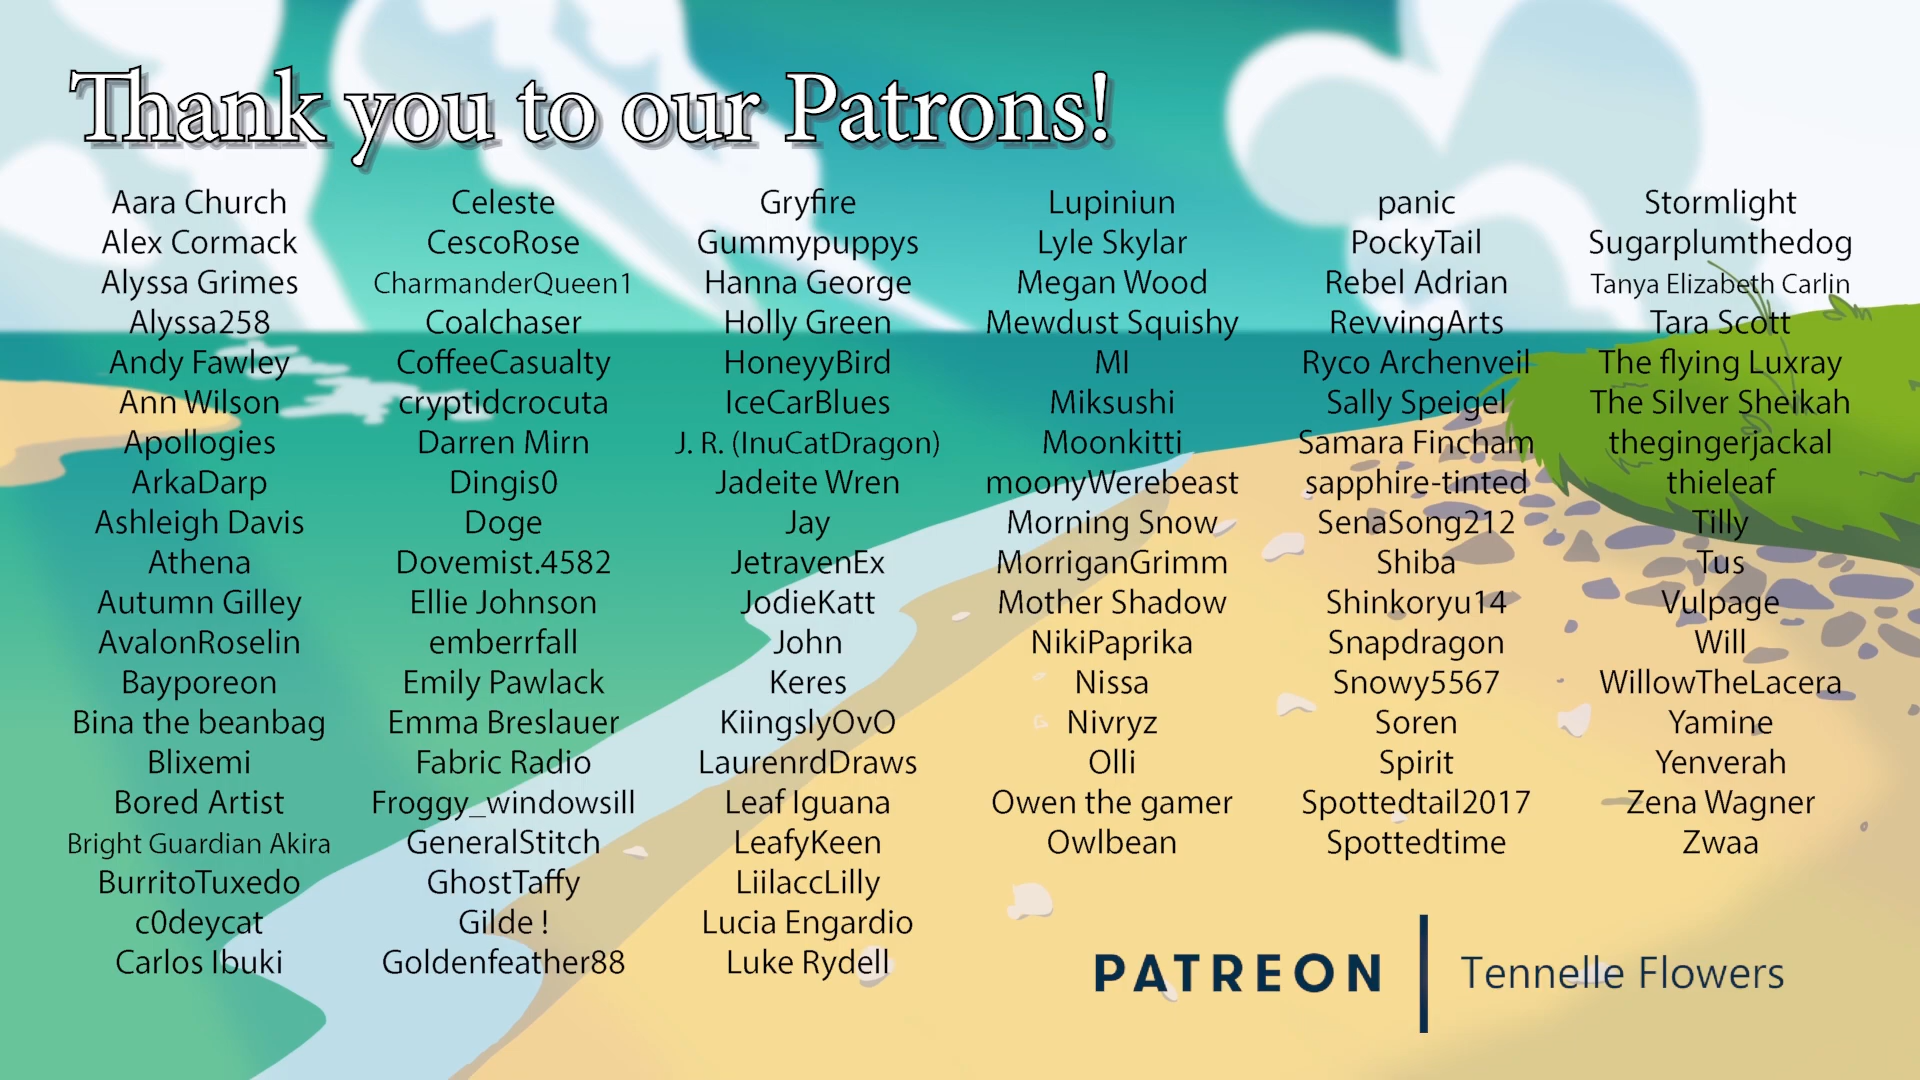 Thank you to our Patrons!
Aara Church
Alex Cormack
Alyssa Grimes
Alyssa258
Andy Fawley
Ann Wilson
Apollogies
ArkaDarp
Ashleigh Davis
Athena
Autumn Gilley
AvalonRoselin
Bayporeon
Bina the beanbag
Blixemi
Bored Artist
Bright Guardian Akira
BurritoTuxedo
c0deycat
Carlos Ibuki
Celeste
CescoRose
CharmanderQueen1
Coalchaser
CoffeeCasualty
cryptidcrocuta
Darren Mirn
Dingis0
Doge
Dovemist.4582
Ellie Johnson
emberrfall
Emily Pawlack
Emma Breslauer
Fabric Radio
Froggy_windowsill
GeneralStitch
GhostTaffy
Gilde !
Goldenfeather88
Gryfire
Gummypuppys
Hanna George
Holly Green
HoneyyBird
IceCarBlues
J. R. (InuCatDragon)
Jadeite Wren
Jay
JetravenEx
JodieKatt
John
Keres
KiingslyOvO
LaurenrdDraws
Leaf Iguana
LeafyKeen
LiilaccLilly
Lucia Engardio
Luke Rydell
Lupiniun
Lyle Skylar
Megan Wood
Mewdust Squishy
MI
Miksushi
Moonkitti
moonyWerebeast
Morning Snow
MorriganGrimm
Mother Shadow
NikiPaprika
Nissa
Nivryz
Olli
Owen the gamer
Owlbean
panic
PockyTail
Rebel Adrian
RevvingArts
Ryco Archenveil
Sally Speigel
Samara Fincham
sapphire-tinted
SenaSong212
Shiba
Shinkoryu14
Snapdragon
Snowy5567
Soren
Spirit
Spottedtail2017
Spottedtime
Stormlight
Sugarplumthedog
Tanya Elizabeth Carlin
Tara Scott
The flying Luxray
The Silver Sheikah
thegingerjackal
thieleaf
Tilly
Tus
Vulpage
Will
WillowTheLacera
Yamine
Yenverah
Zena Wagner
Zwaa
PATREON | Tennelle Flowers